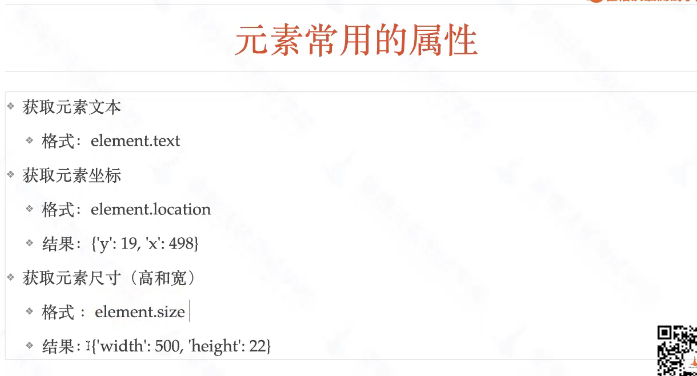 元素常用的属性
获取元素文本
格式：element.text
获取元素坐标
格式：element.location
结果：{'y': 19, 'x': 498}
获取元素尺寸（高和宽）
格式 ：element.size
结果：{'width': 500, 'height': 22}